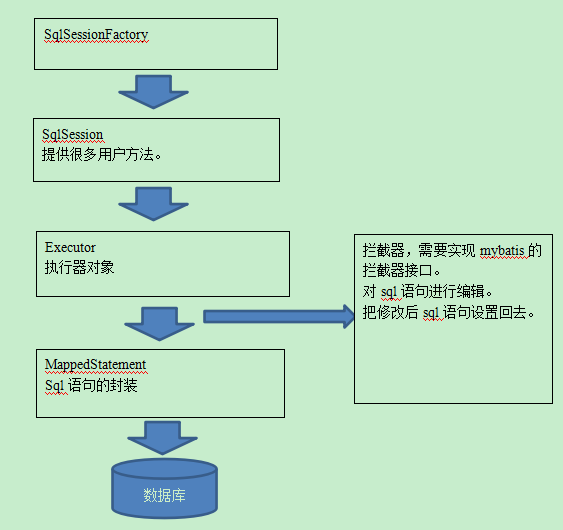 SqlSessionFactory
SqlSession
提供很多用户方法。
Executor
执行器对象
拦截器，需要实现 mybatis 的
拦截器接口。
对 sql 语句进行编辑。
把修改后 sql 语句设置回去。
MappedStatement
Sql 语句的封装
数据库